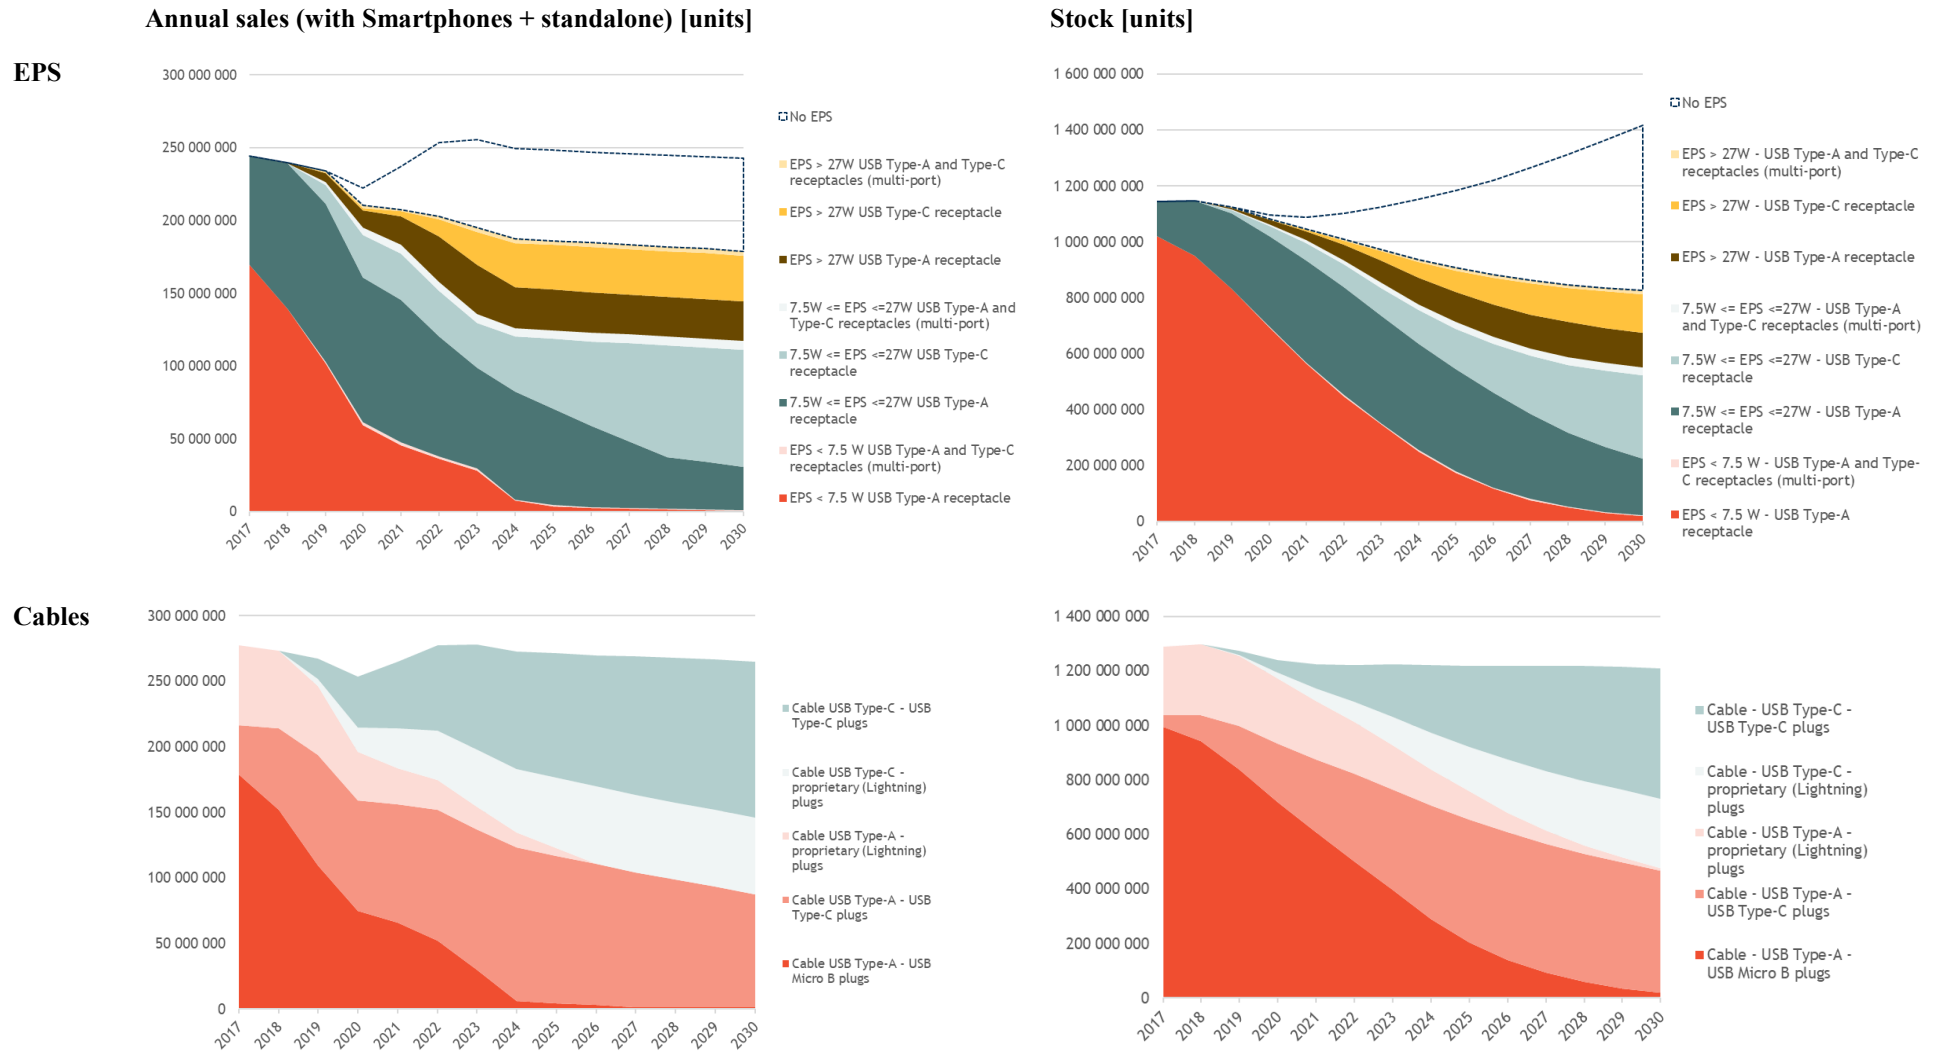 Annual sales (with Smartphones + standalone) [units]
Stock [units]
EPS
300 000 000
250 000 000
200 000 000
150 000 000
100 000 000
50 000 000
0
2017
2018
2019
2020
2021
2022
2023
2024
2025
2026
2027
2028
2029
2030
No EPS
EPS > 27W USB Type-A and Type-C
receptacles (multi-port)
EPS > 27W USB Type-C receptacle
EPS > 27W USB Type-A receptacle
7.5W <= EPS <=27W USB Type-A and
Type-C receptacles (multi-port)
7.5W <= EPS <=27W USB Type-C
receptacle
7.5W <= EPS <=27W USB Type-A
receptacle
EPS < 7.5 W USB Type-A and Type-C
receptacles (multi-port)
EPS < 7.5 W USB Type-A receptacle
1 600 000 000
1 400 000 000
1 200 000 000
1 000 000 000
800 000 000
600 000 000
400 000 000
200 000 000
0
2017
2018
2019
2020
2021
2022
2023
2024
2025
2026
2027
2028
2029
2030
No EPS
EPS > 27W - USB Type-A and Type-C
receptacles (multi-port)
EPS > 27W - USB Type-C receptacle
EPS > 27W - USB Type-A receptacle
7.5W <= EPS <=27W - USB Type-A
and Type-C receptacles (multi-port)
7.5W <= EPS <=27W - USB Type-C
receptacle
7.5W <= EPS <=27W - USB Type-A
receptacle
EPS < 7.5 W - USB Type-A and Type-
C receptacles (multi-port)
EPS < 7.5 W - USB Type-A
receptacle
Cables
300 000 000
250 000 000
200 000 000
150 000 000
100 000 000
50 000 000
0
2017
2018
2019
2020
2021
2022
2023
2024
2025
2026
2027
2028
2029
2030
Cable USB Type-C - USB
Type-C plugs
Cable USB Type-C -
proprietary (Lightning)
plugs
Cable USB Type-A -
proprietary (Lightning)
plugs
Cable USB Type-A - USB
Type-C plugs
Cable USB Type-A - USB
Micro B plugs
1 400 000 000
1 200 000 000
1 000 000 000
800 000 000
600 000 000
400 000 000
200 000 000
0
2017
2018
2019
2020
2021
2022
2023
2024
2025
2026
2027
2028
2029
2030
Cable - USB Type-C -
USB Type-C plugs
Cable - USB Type-C -
proprietary (Lightning)
plugs
Cable - USB Type-A -
proprietary (Lightning)
plugs
Cable - USB Type-A -
USB Type-C plugs
Cable - USB Type-A -
USB Micro B plugs